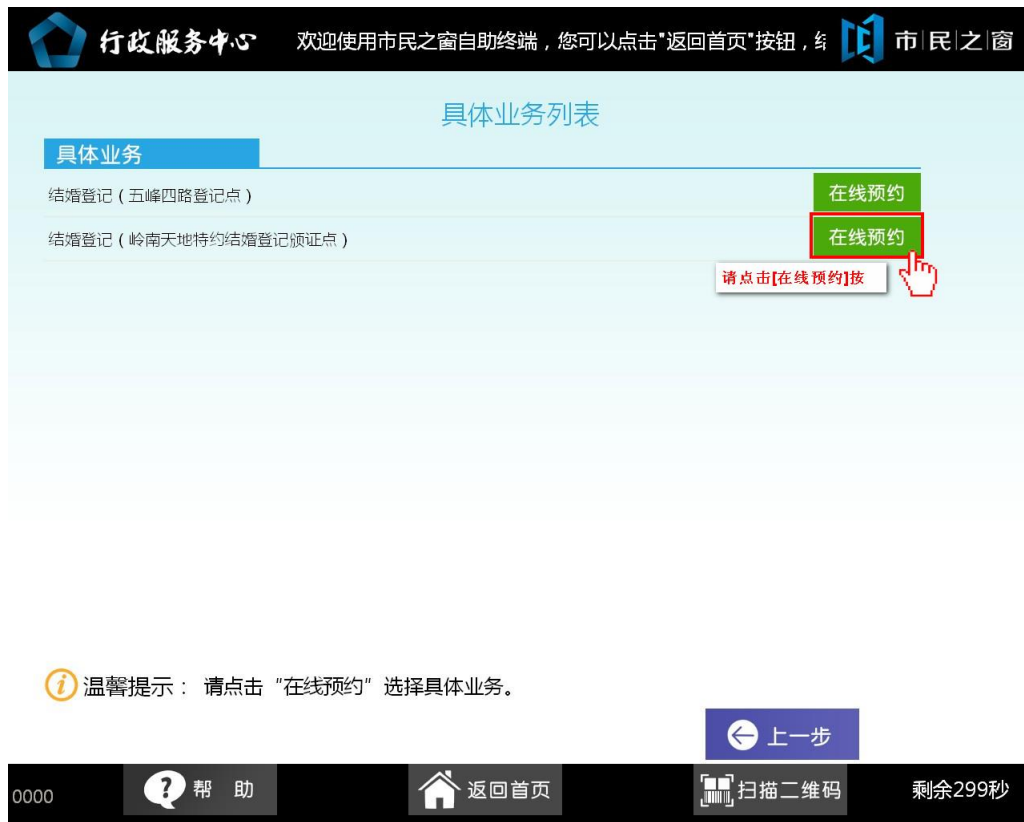 行政服务中心
欢迎使用市民之窗自助终端，您可以点击"返回首页"按钮，
市民之窗
具体业务列表
具体业务
结婚登记（五峰四路登记点）
在线预约
结婚登记（岭南天地特约结婚登记颁证点）
在线预约
请点击[在线预约]按
温馨提示： 请点击 “在线预约” 选择具体业务。
上一步
0000
帮 助
返回首页
扫描二维码
剩余299秒